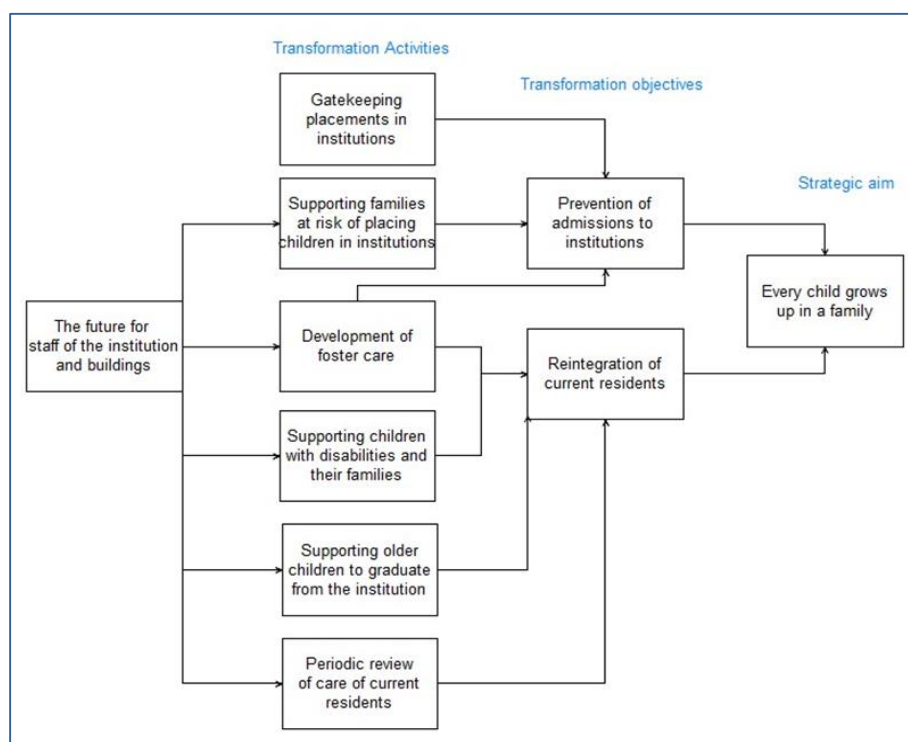 Transformation Activities
Gatekeeping
placements in
institutions
Transformation objectives
Strategic aim
Supporting families
at risk of placing
children in institutions
Prevention of
admissions to
institutions
Every child grows
up in a family
The future for
staff of the institution
and buildings
Development of
foster care
Reintegration of
current residents
Supporting children
with disabilities and
their families
Supporting older
children to graduate
from the institution
Periodic review
of care of current
residents